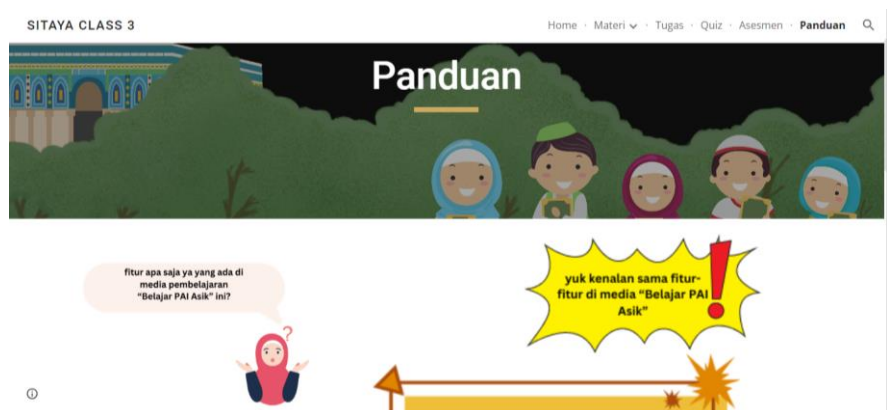 SITAYA CLASS 3
Home · Materi · Tugas · Quiz · Asesmen · Panduan
Panduan
fitur apa saja ya yang ada di
media pembelajaran
"Belajar PAI Asik" ini?
?
yuk kenalan sama fitur-
fitur di media "Belajar PAI
Asik"
!